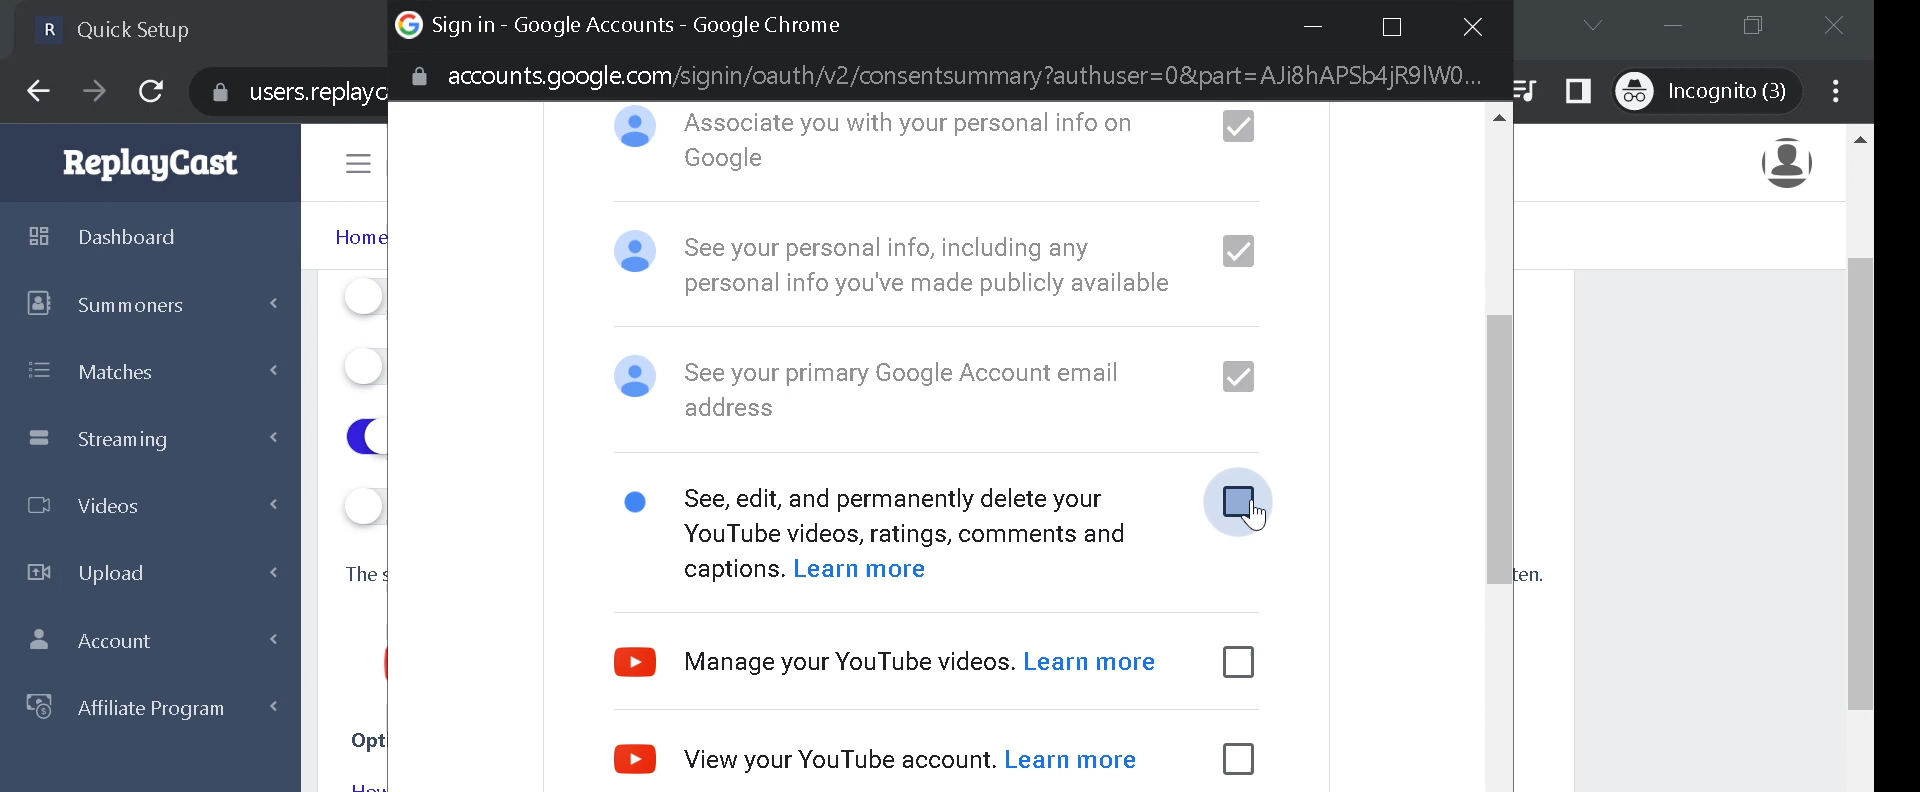 R Quick Setup
Sign in - Google Accounts - Google Chrome
users.replayc
accounts.google.com/signin/oauth/v2/consentsummary?authuser=0&part=AJi8hAPSb4jR9lW0...
Incognito (3)
ReplayCast
Dashboard
Summoners
Matches
Streaming
Videos
Upload
Account
Affiliate Program
Home
The s
ten.
Opt
How
Associate you with your personal info on
Google
See your personal info, including any
personal info you've made publicly available
See your primary Google Account email
address
See, edit, and permanently delete your
YouTube videos, ratings, comments and
captions. Learn more
Manage your YouTube videos. Learn more
View your YouTube account. Learn more